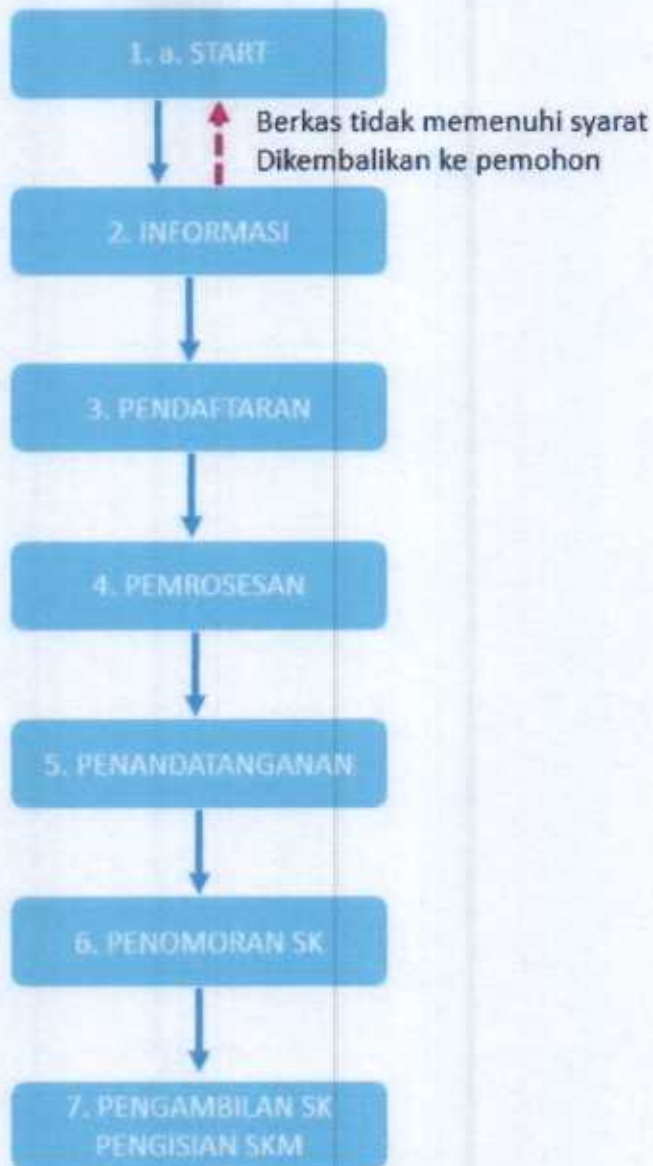 1. a. START
Berkas tidak memenuhi syarat
Dikembalikan ke pemohon
2. INFORMASI
3. PENDAFTARAN
4. PEMROSESAN
5. PENANDATANGANAN
6. PENOMORAN SK
7. PENGAMBILAN SK
PENGISIAN SKM